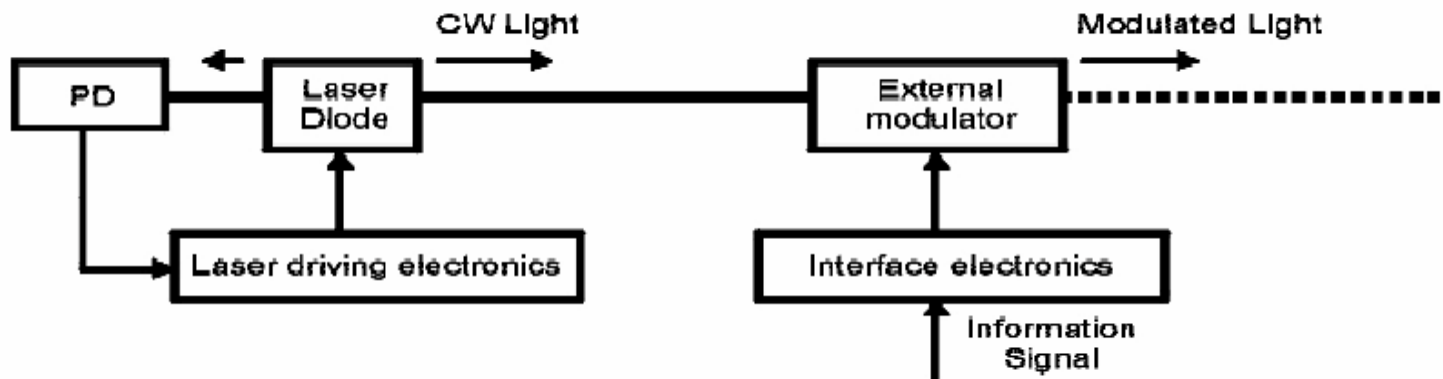 CW Light
Modulated Light
PD
Laser
Diode
External
modulator
Laser driving electronics
Interface electronics
Information
Signal